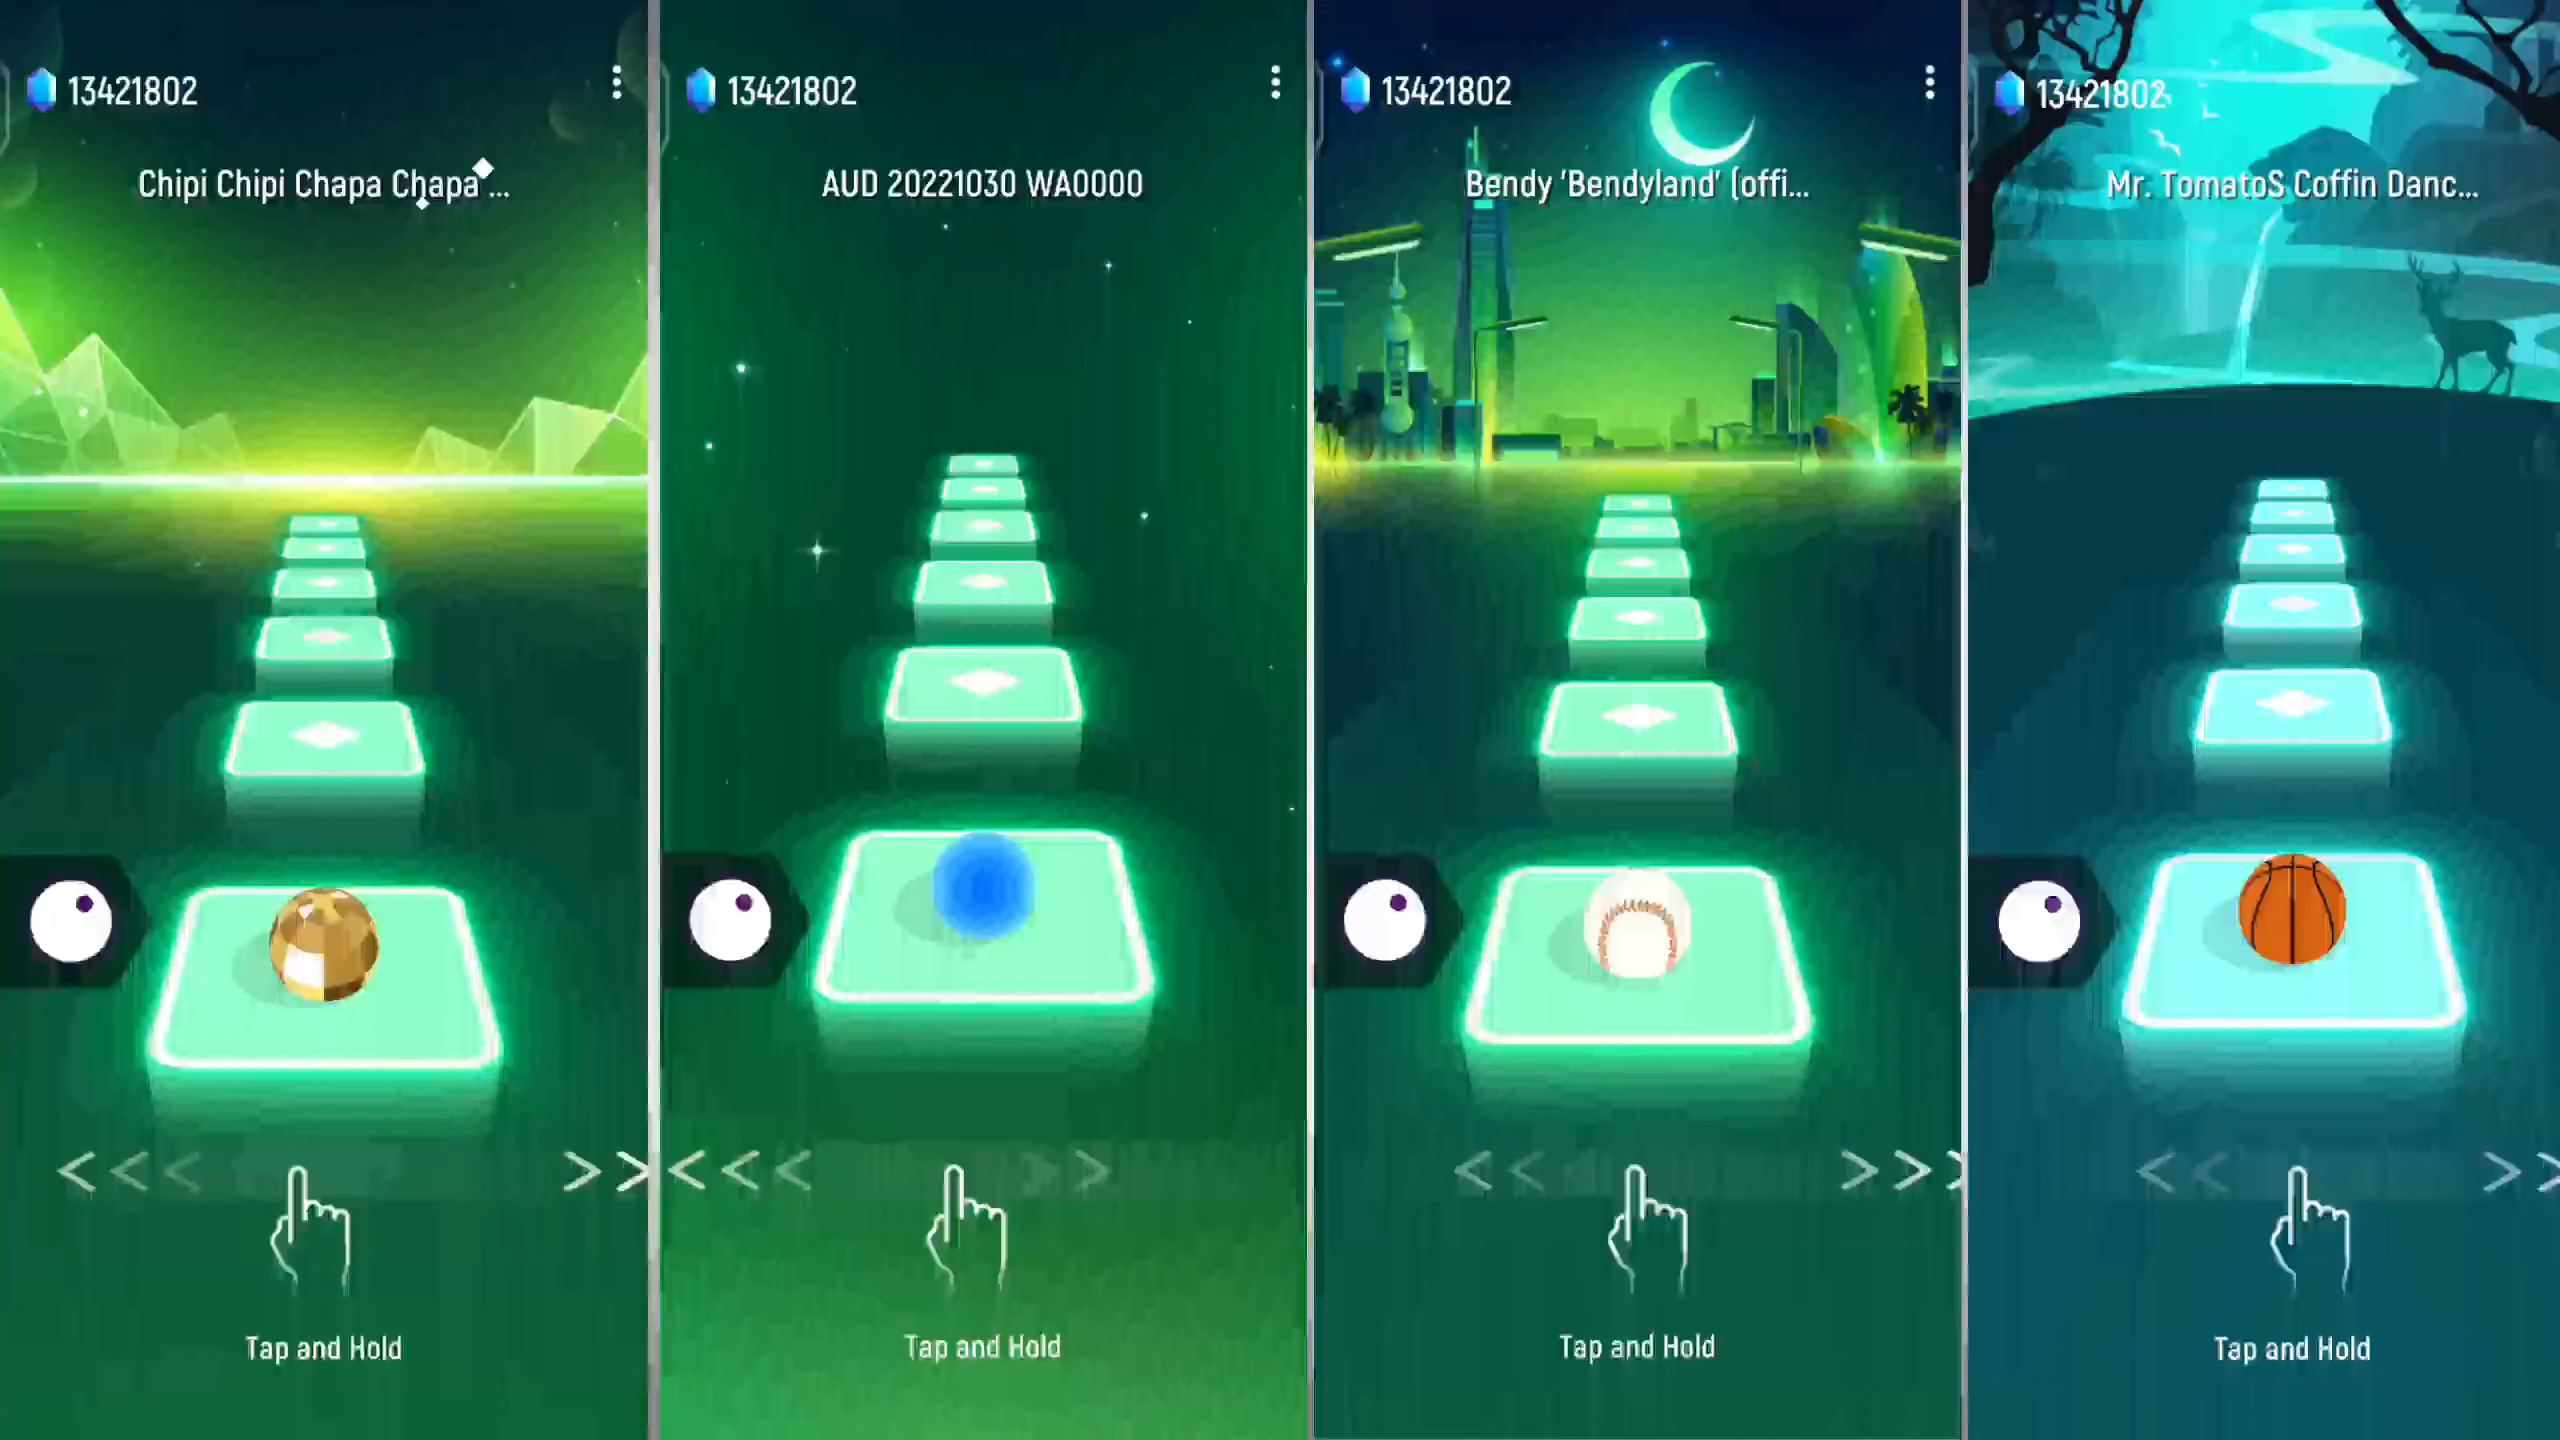 13421802
Chipi Chipi Chapa Chapa ...
Tap and Hold
13421802
AUD 20221030 WA0000
Tap and Hold
13421802
Bendy 'Bendyland' (offi...
Tap and Hold
13421802
Mr. TomatoS Coffin Danc...
Tap and Hold